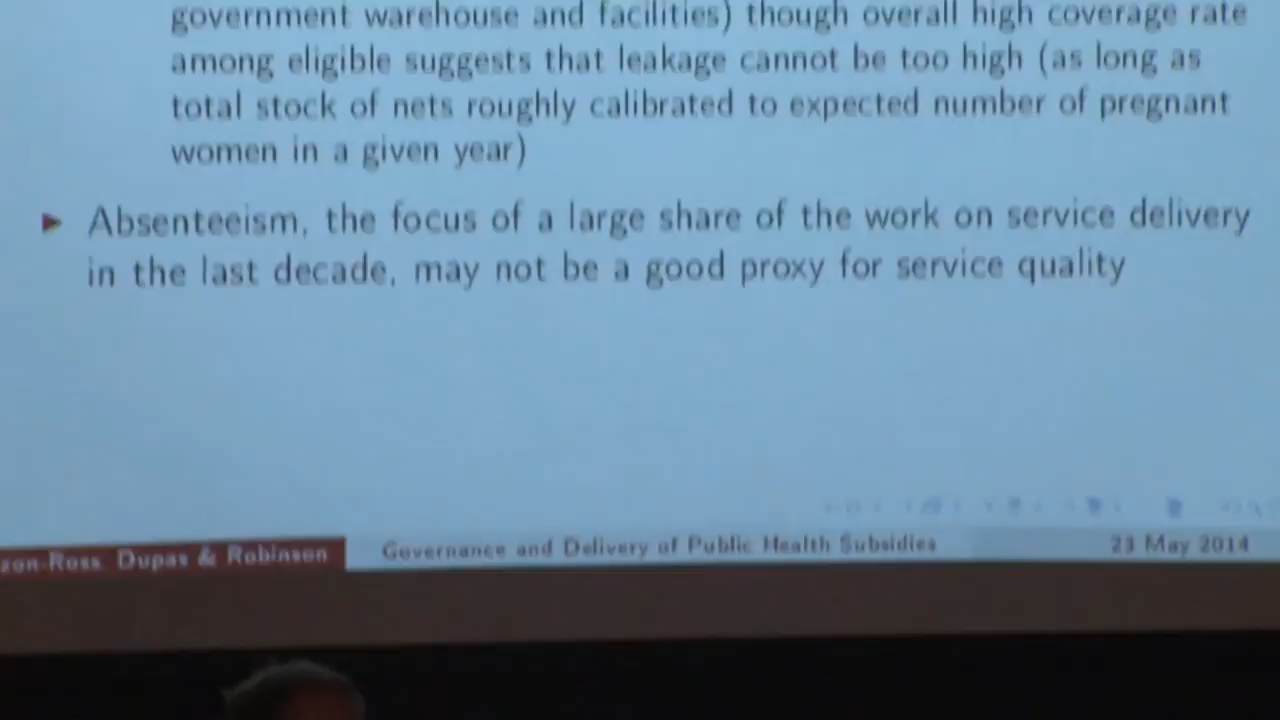 government warehouse and facilities) though overall high coverage rate
among eligible suggests that leakage cannot be too high (as long as
total stock of nets roughly calibrated to expected number of pregnant
women in a given year)
Absenteeism, the focus of a large share of the work on service delivery
in the last decade, may not be a good proxy for service quality
zon-Ross, Dupas & Robinson
Governance and Delivery of Public Health Subsidies
23 May 2014